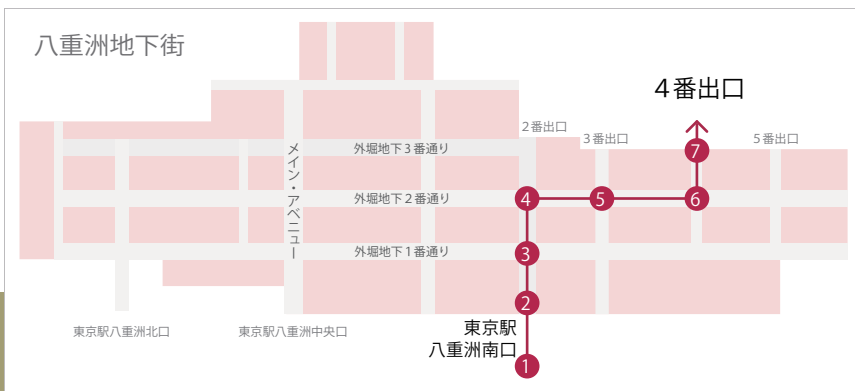 八重洲地下街
4番出口
2番出口
3番出口
5番出口
7
外堀地下3番通り
メイン・アベニュー
外堀地下2番通り
4
5
6
外堀地下1番通り
3
2
東京駅八重洲北口
東京駅八重洲中央口
東京駅
八重洲南口
1